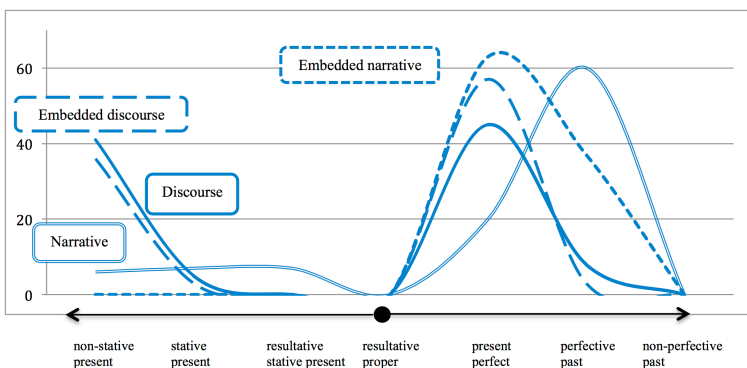 60
40
20
0
Embedded narrative
Embedded discourse
Discourse
Narrative
non-stative
present
stative
present
resultative
stative present
resultative
proper
present
perfect
perfective
past
non-perfective
past